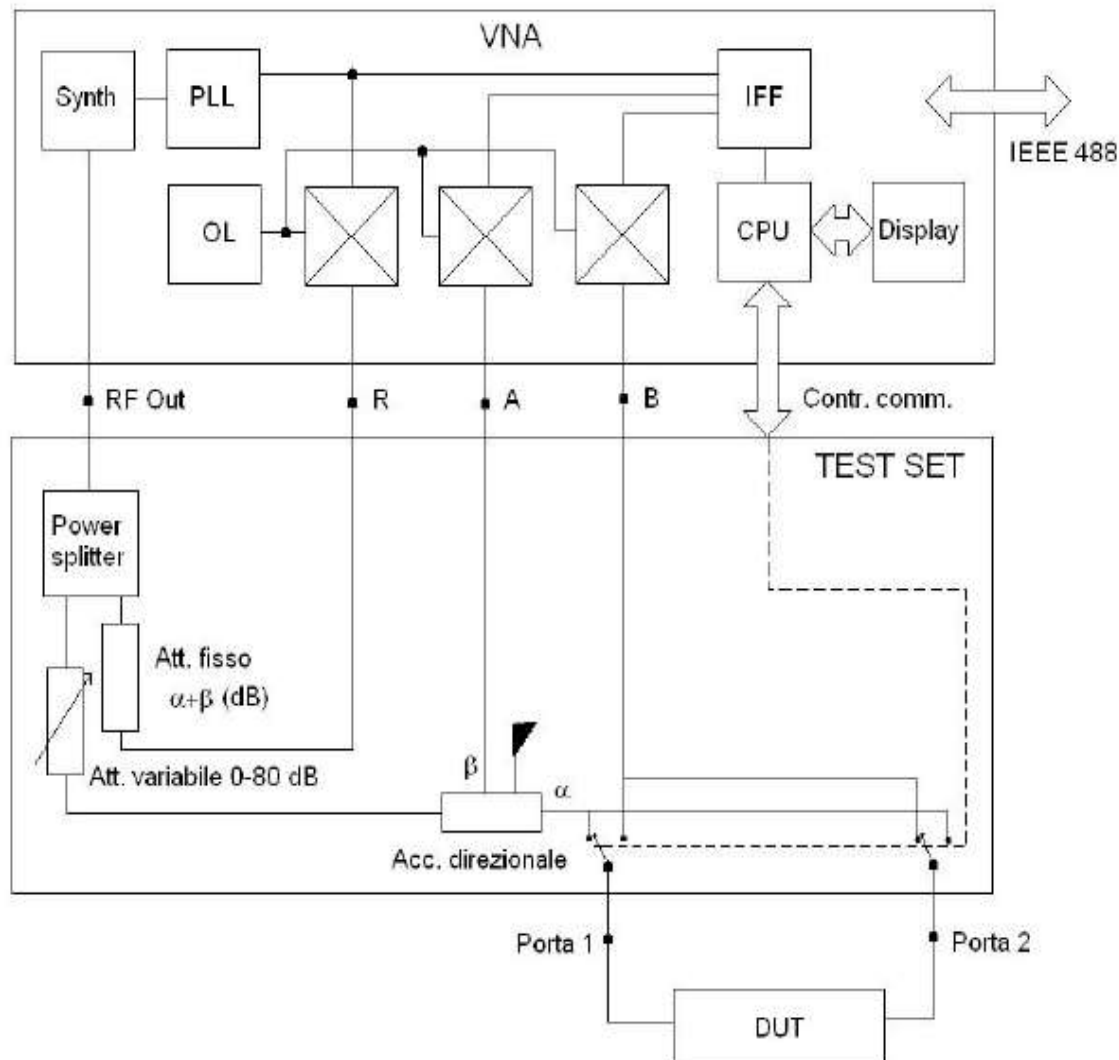 VNA
Synth
PLL
IFF
IEEE 488
OL
CPU
Display
RF Out
R
A
B
Contr. comm.
TEST SET
Power
splitter
Att. fisso
α+β (dB)
Att. variabile 0-80 dB
β
α
Acc. direzionale
Porta 1
Porta 2
DUT